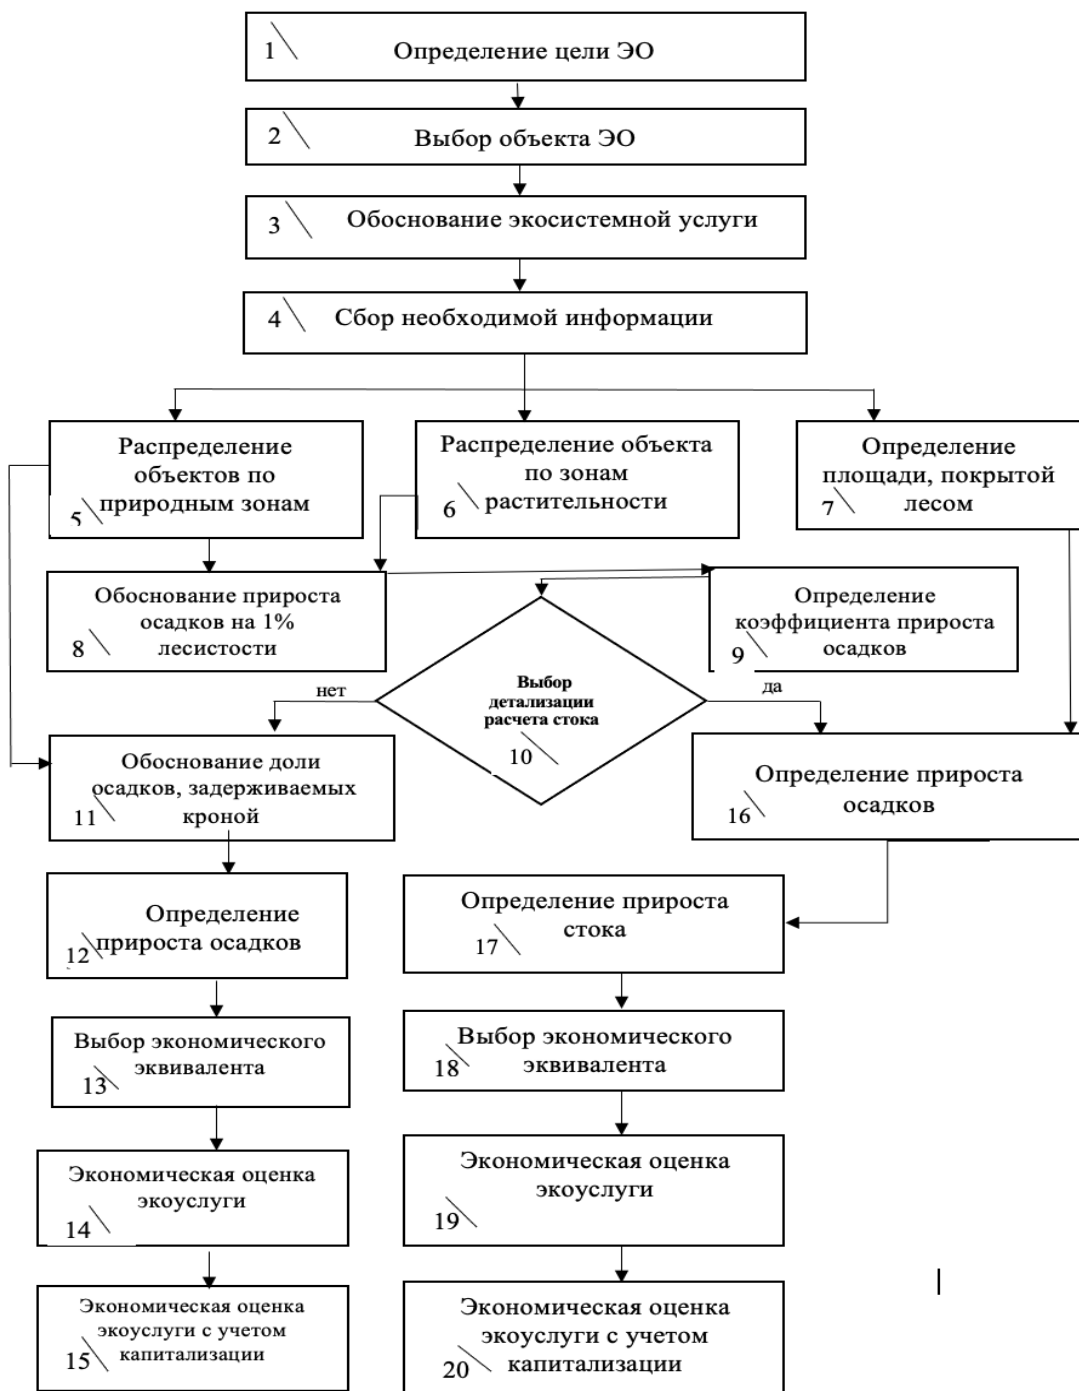 1 Определение цели ЭО
2 Выбор объекта ЭО
3 Обоснование экосистемной услуги
4 Сбор необходимой информации
Распределение
объектов по
природным зонам
5
Распределение объекта
по зонам
растительности
6
Определение
площади, покрытой
лесом
7
Обоснование прироста
осадков на 1%
лесистости
8
Определение
коэффициента прироста
осадков
9
нет
Выбор
детализации
расчета стока
10
да
Обоснование доли
осадков, задерживаемых
кроной
11
Определение прироста
осадков
16
Определение
прироста осадков
12
Определение прироста
стока
17
Выбор экономического
эквивалента
13
Выбор экономического
эквивалента
18
Экономическая оценка
экоуслуги
14
Экономическая оценка
экоуслуги
19
Экономическая оценка
экоуслуги с учетом
капитализации
15
Экономическая оценка
экоуслуги с учетом
капитализации
20